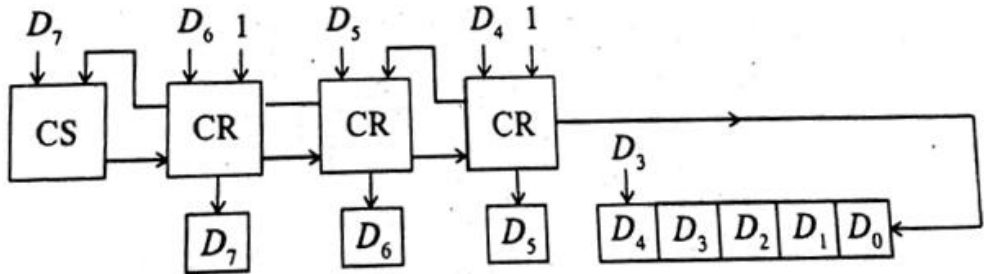 D₇ D₆ 1 D₅ D₄ 1
CS CR CR CR
D₃
D₇ D₆ D₅ D₄ D₃ D₂ D₁ D₀